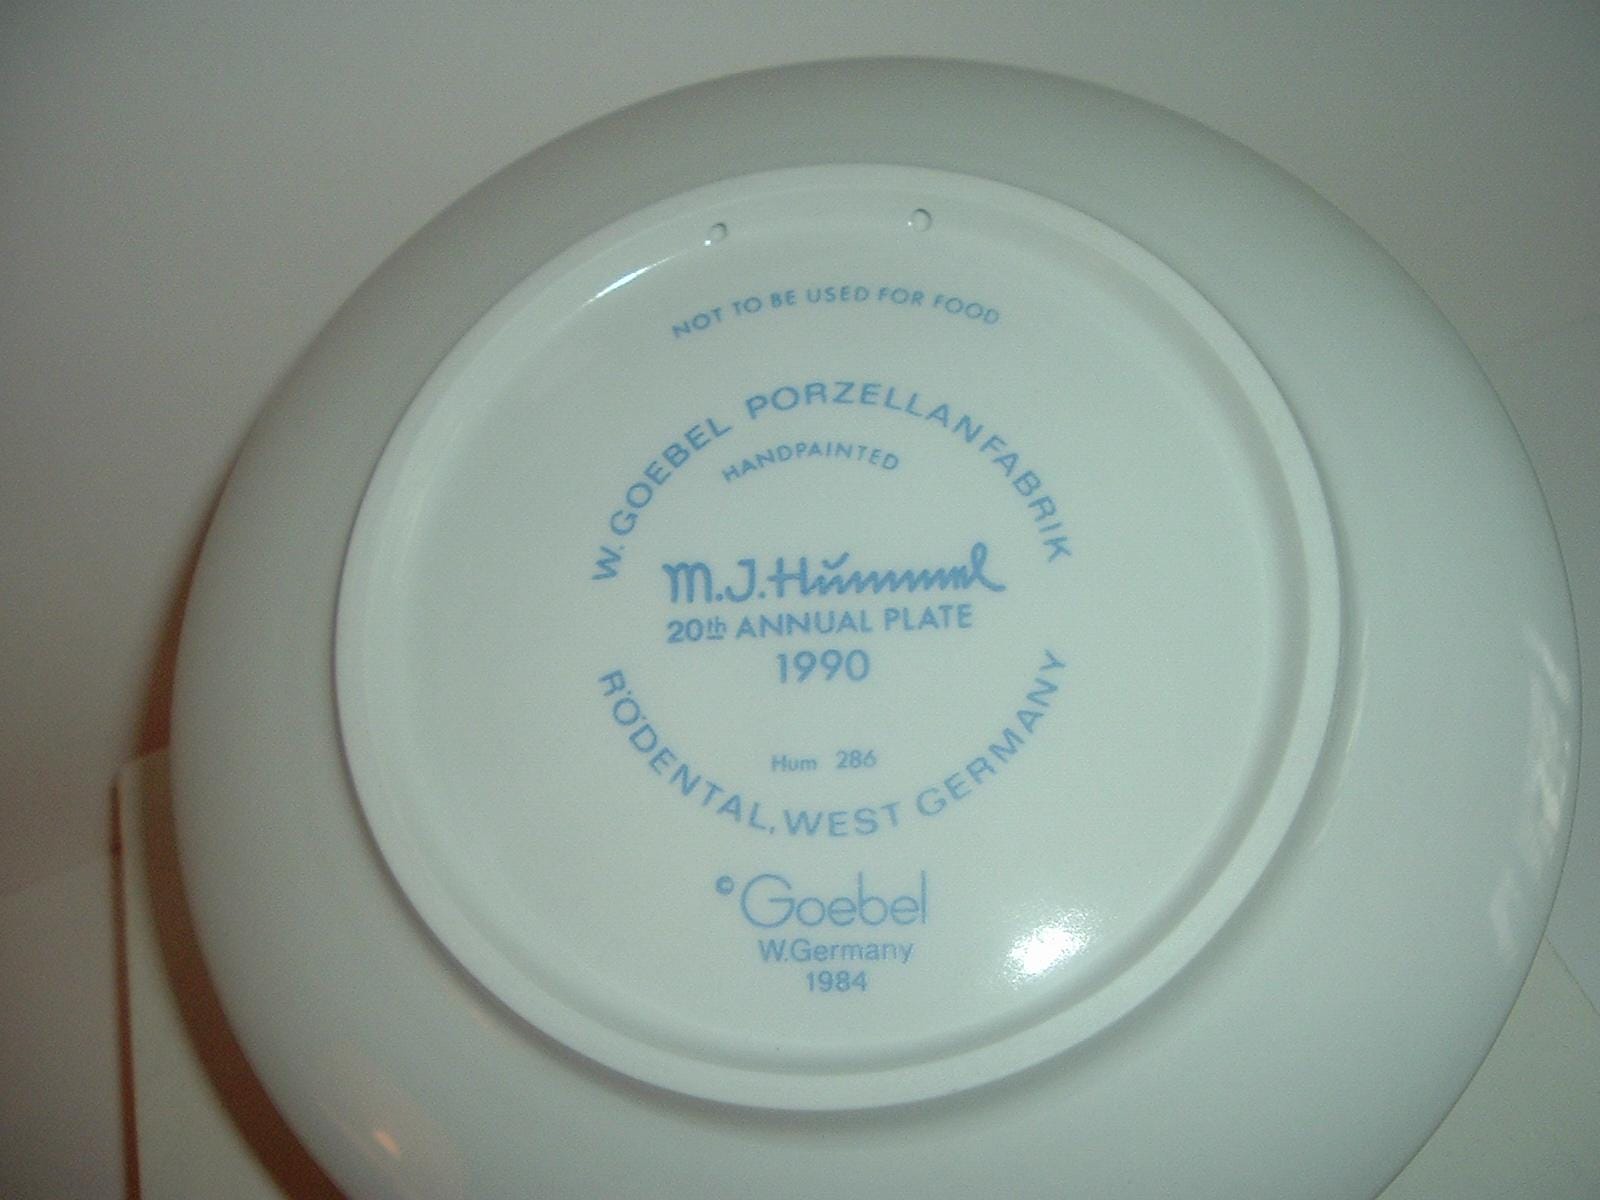 NOT TO BE USED FOR FOOD
W. GOEBEL PORZELLANFABRIK
HANDPAINTED
M.J.Hummel
20th ANNUAL PLATE
1990
Hum 286
RÖDENTAL, WEST GERMANY
© Goebel
W.Germany
1984